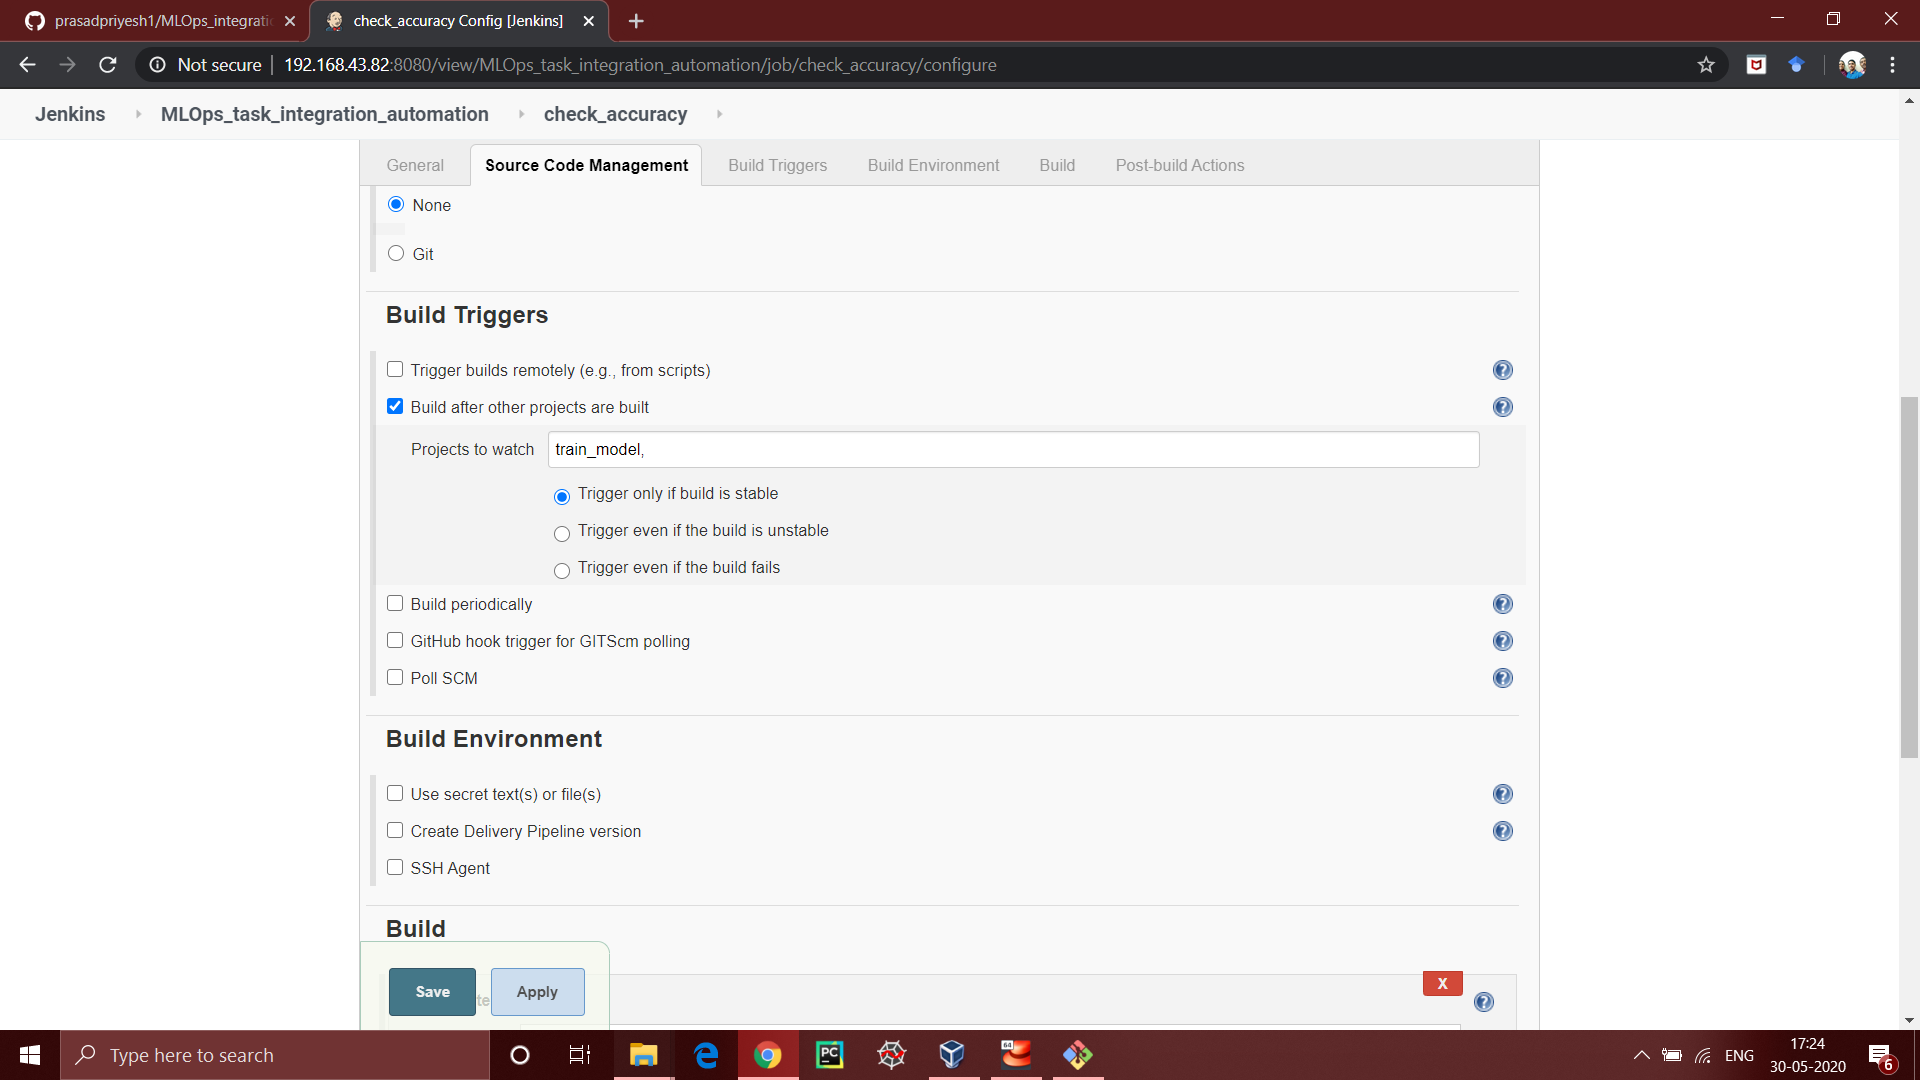 prasadpriyesh1/MLOps_integratio
check_accuracy Config [Jenkins]
Not secure
192.168.43.82:8080/view/MLOps_task_integration_automation/job/check_accuracy/configure
Jenkins
MLOps_task_integration_automation
check_accuracy
General
Source Code Management
Build Triggers
Build Environment
Build
Post-build Actions
None
Git
Build Triggers
Trigger builds remotely (e.g., from scripts)
Build after other projects are built
Projects to watch
train_model,
Trigger only if build is stable
Trigger even if the build is unstable
Trigger even if the build fails
Build periodically
GitHub hook trigger for GITScm polling
Poll SCM
Build Environment
Use secret text(s) or file(s)
Create Delivery Pipeline version
SSH Agent
Build
X
Save
Apply
Type here to search
PC
64
ENG
17:24
30-05-2020
6